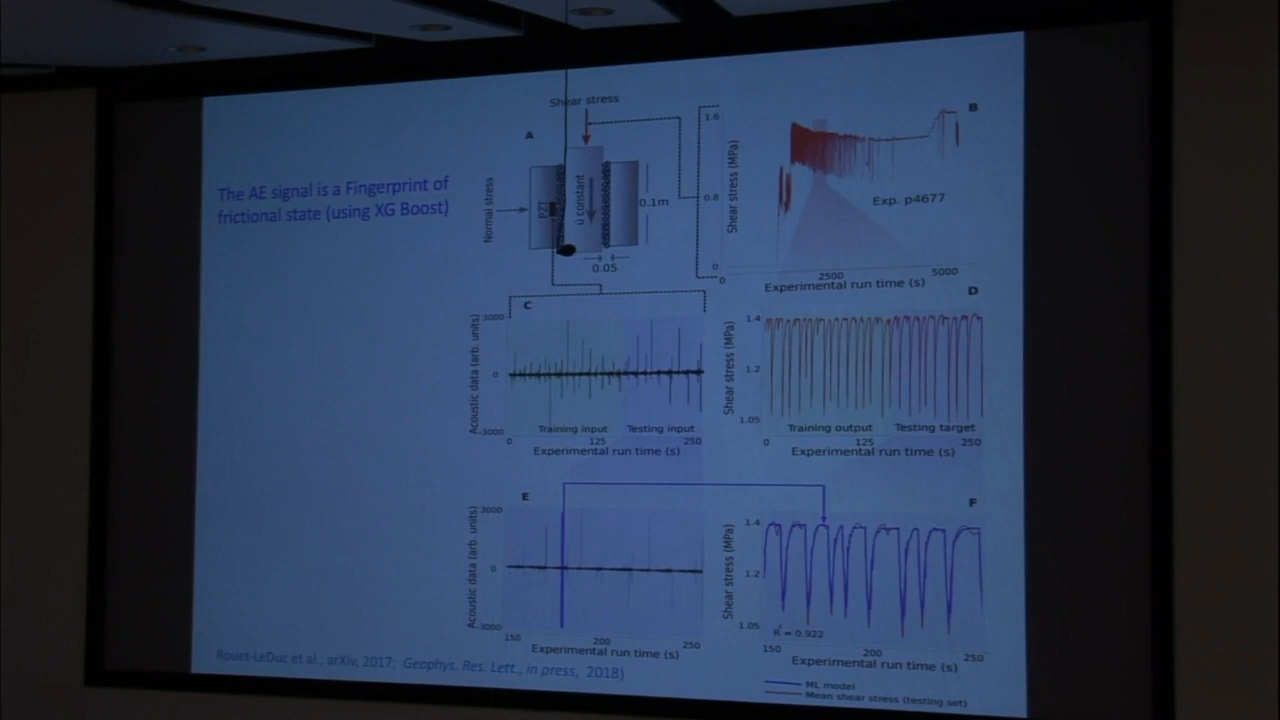 The AE signal is a Fingerprint of
frictional state (using XG Boost)
Shear stress
A
Normal stress
PZT
u̇ constant
0.1m
0.05
B
1.6
0.8
0
Shear stress (MPa)
Exp. p4677
0 2500 5000
Experimental run time (s)
C
3000
0
-3000
Acoustic data (arb. units)
Training input Testing input
0 125 250
Experimental run time (s)
D
1.4
1.2
1.05
Shear stress (MPa)
Training output Testing target
0 125 250
Experimental run time (s)
E
3000
0
-3000
Acoustic data (arb. units)
150 200 250
Experimental run time (s)
F
1.4
1.2
1.05
Shear stress (MPa)
R² = 0.922
150 200 250
Experimental run time (s)
ML model
Mean shear stress (testing set)
Rouet-LeDuc et al., arXiv, 2017; Geophys. Res. Lett., in press, 2018)